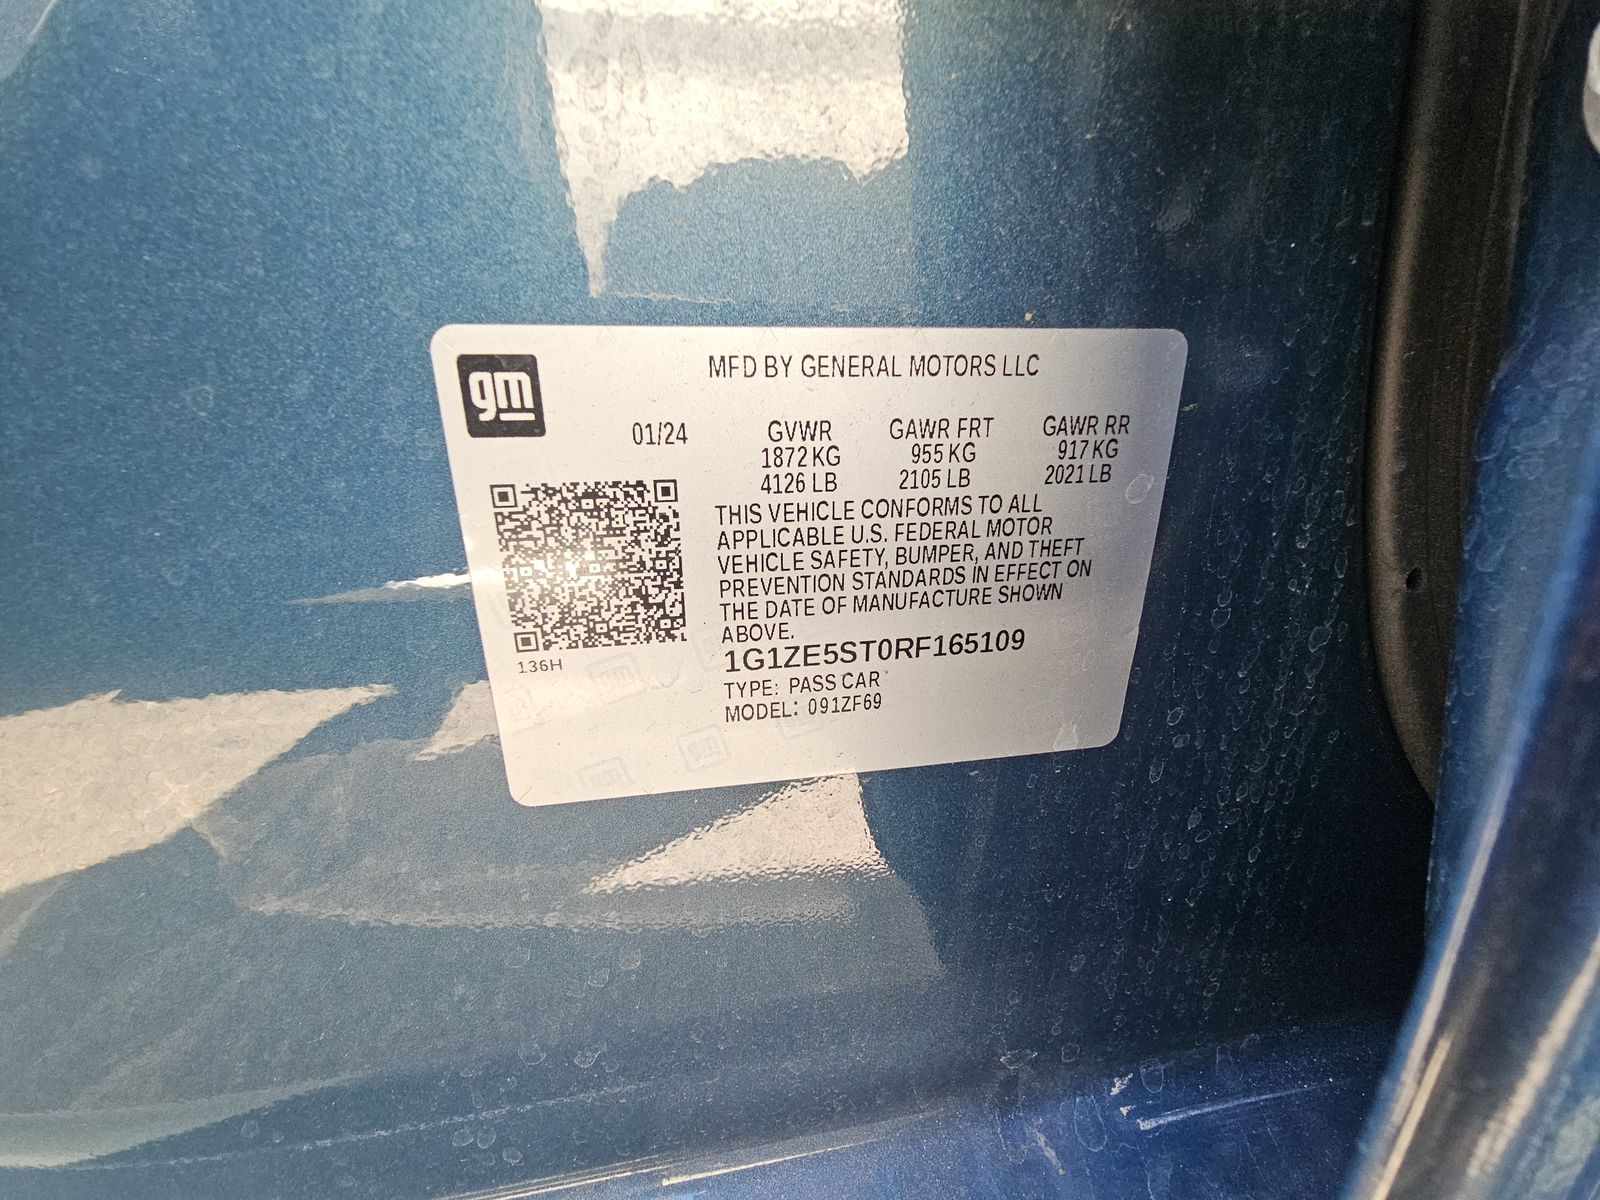 gm
MFD BY GENERAL MOTORS LLC
01/24
GVWR GAWR FRT GAWR RR
1872 KG 955 KG 917 KG
4126 LB 2105 LB 2021 LB
THIS VEHICLE CONFORMS TO ALL
APPLICABLE U.S. FEDERAL MOTOR
VEHICLE SAFETY, BUMPER, AND THEFT
PREVENTION STANDARDS IN EFFECT ON
THE DATE OF MANUFACTURE SHOWN
ABOVE.
136H
1G1ZE5ST0RF165109
TYPE: PASS CAR
MODEL: 091ZF69